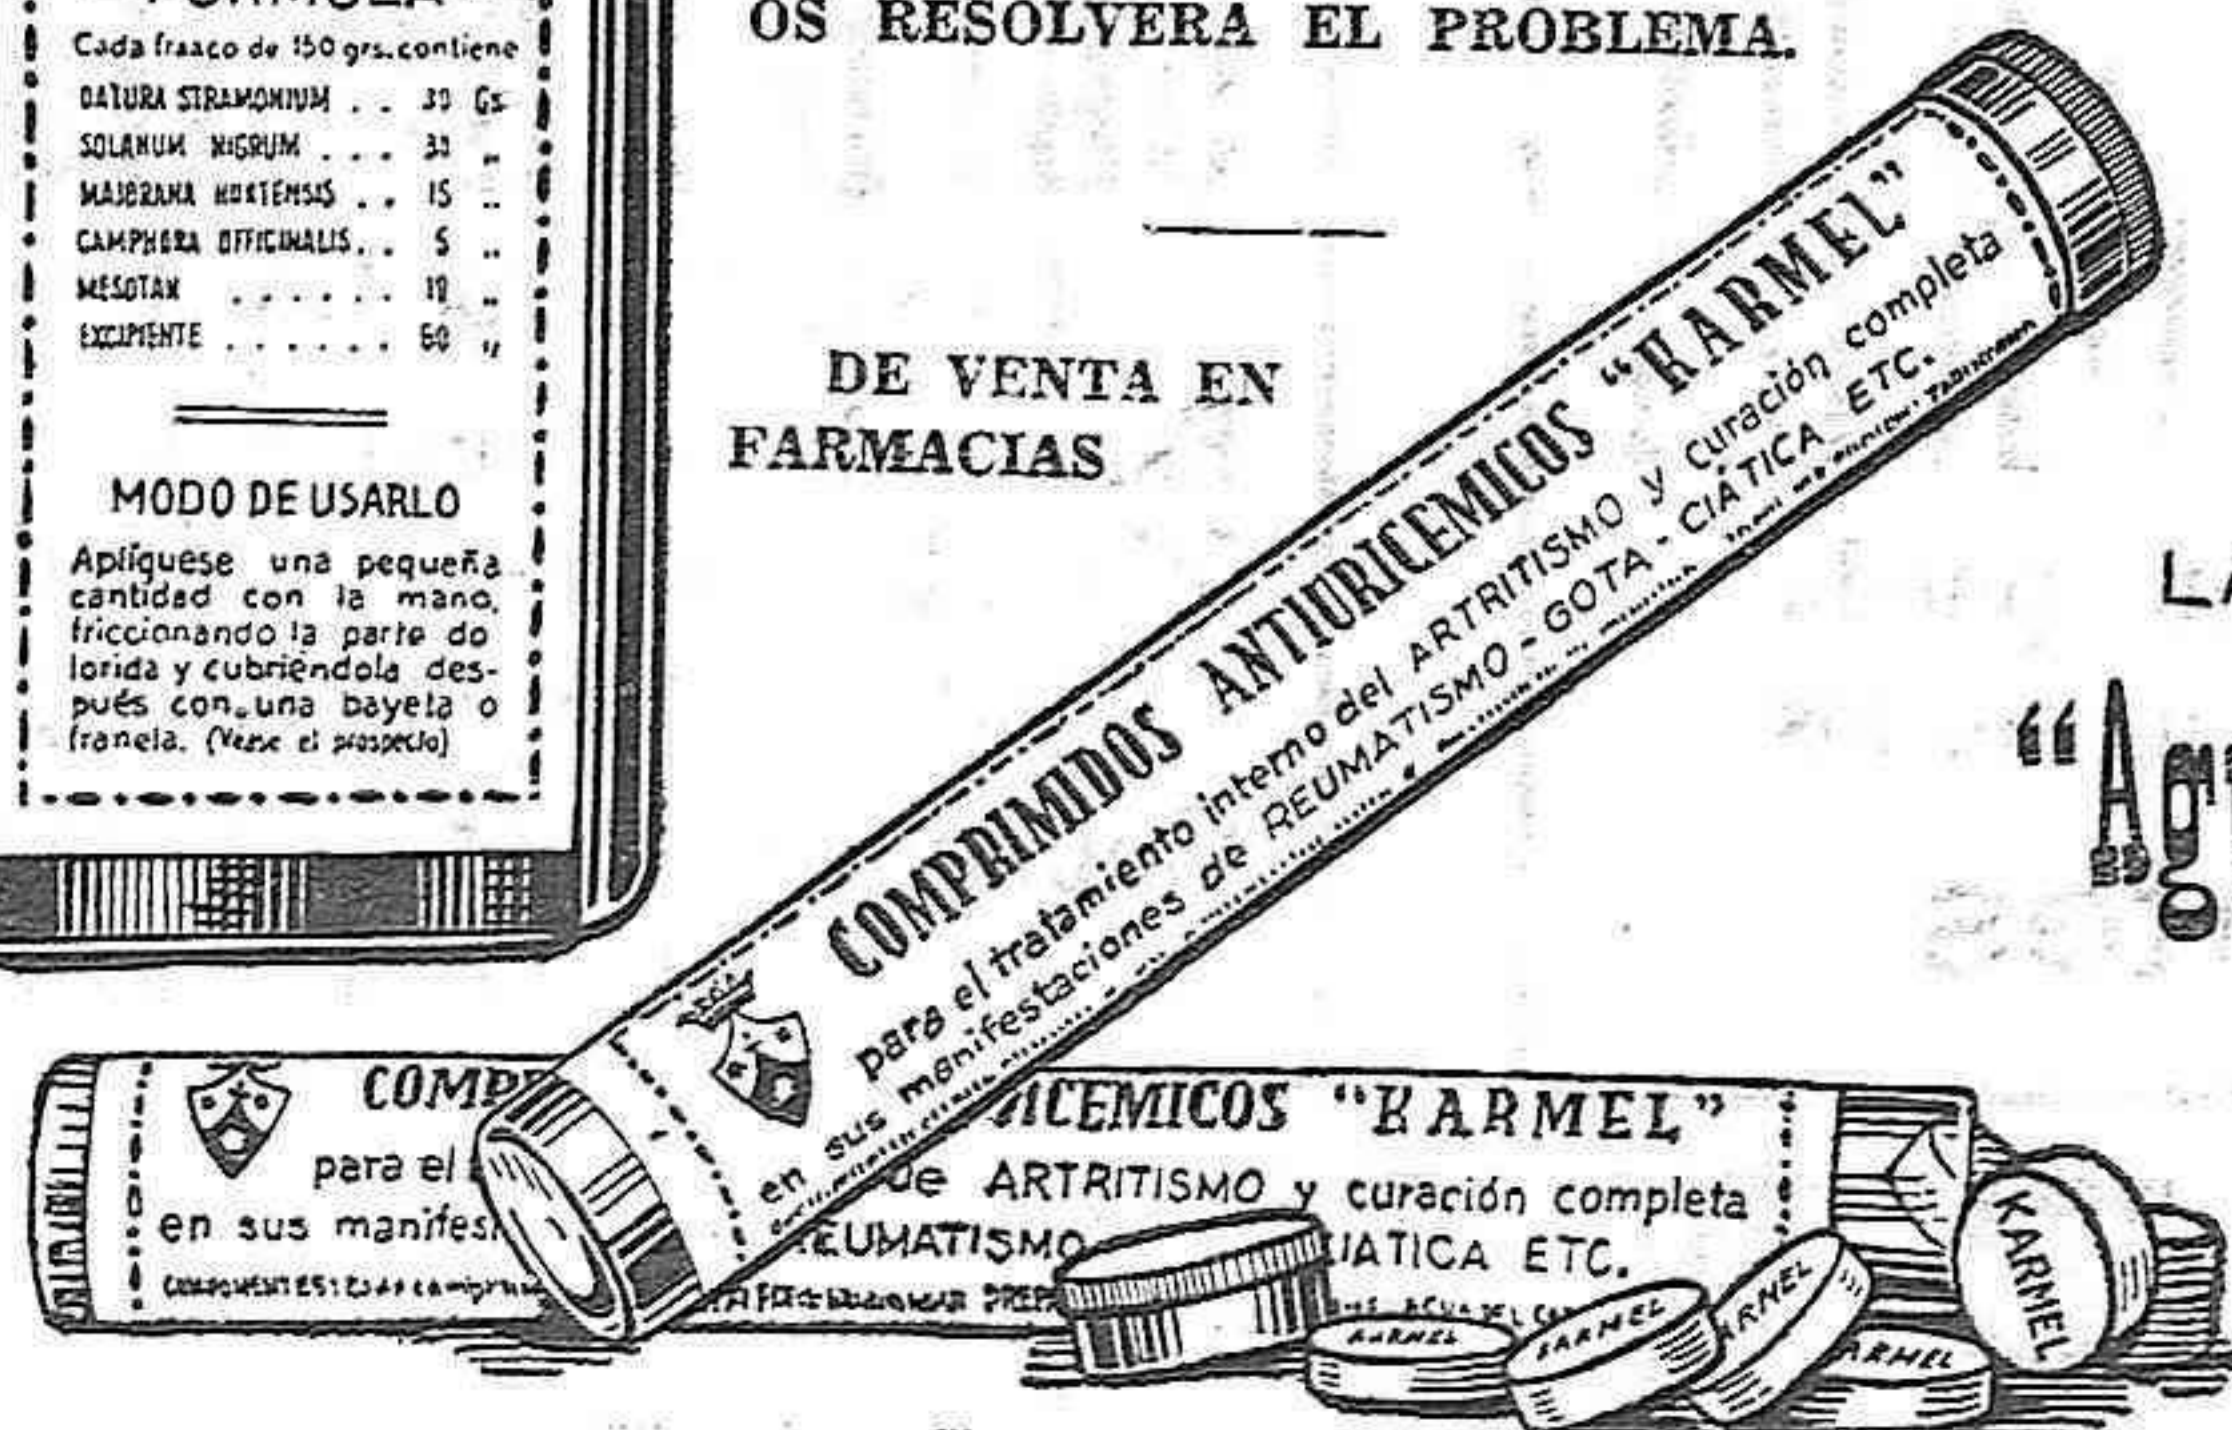 FORMULA
Cada frasco de 150 grs. contiene
DATURA STRAMONIUM . . 30 Gs
SOLANUM NIGRUM . . . 30 "
MAJORANA HORTENSIS . . 15 "
CAMPHORA OFFICINALIS . . 5 "
MESOTAN . . . . . . 10 "
EXCIPIENTE . . . . . . 60 "
MODO DE USARLO
Aplíquese una pequeña
cantidad con la mano,
friccionando la parte do
lorida y cubriéndola des-
pués con una bayeta o
franela. (Vease el prospecto)
OS RESOLVERA EL PROBLEMA.
DE VENTA EN
FARMACIAS
COMPRIMIDOS ANTIURICEMICOS "KARMEL"
para el tratamiento interno del ARTRITISMO y curación completa
en sus manifestaciones de REUMATISMO - GOTA - CIÁTICA ETC.
LA
"Ag
COMP ICEMICOS "KARMEL"
para el de ARTRITISMO y curación completa
en sus manifes EUMATISMO IATICA ETC.
KARMEL
KARMEL
KARMEL
ARMEL
ARMEL